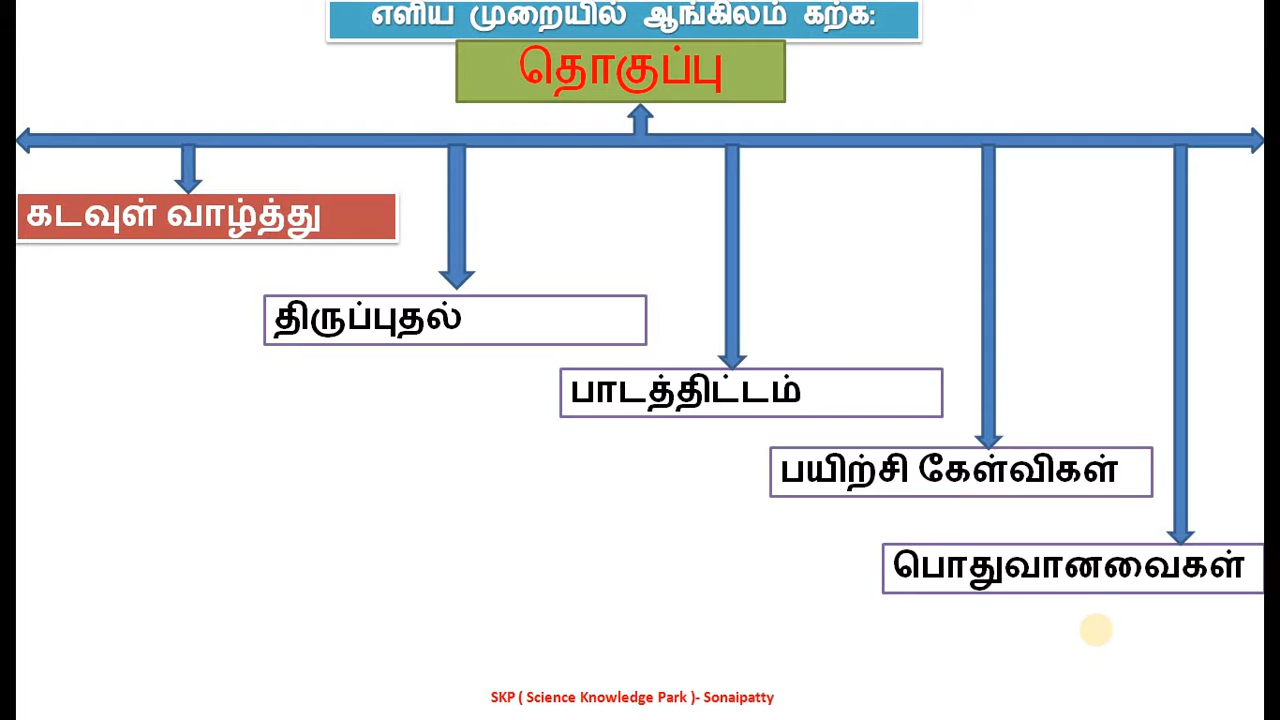 எளிய முறையில் ஆங்கிலம் கற்க:
தொகுப்பு
கடவுள் வாழ்த்து
திருப்புதல்
பாடத்திட்டம்
பயிற்சி கேள்விகள்
பொதுவானவைகள்
SKP ( Science Knowledge Park )- Sonaipatty